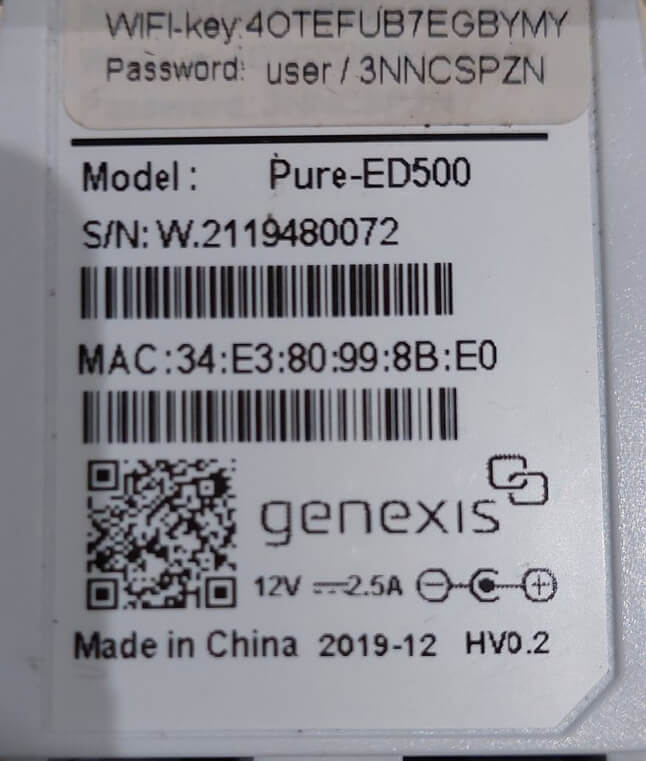 WIFI-key:4OTEFUB7EGBYMY
Password: user / 3NNCSPZN
Model: Pure-ED500
S/N: W.2119480072
MAC:34:E3:80:99:8B:E0
genexis
12V 2.5A
Made in China 2019-12 HV0.2